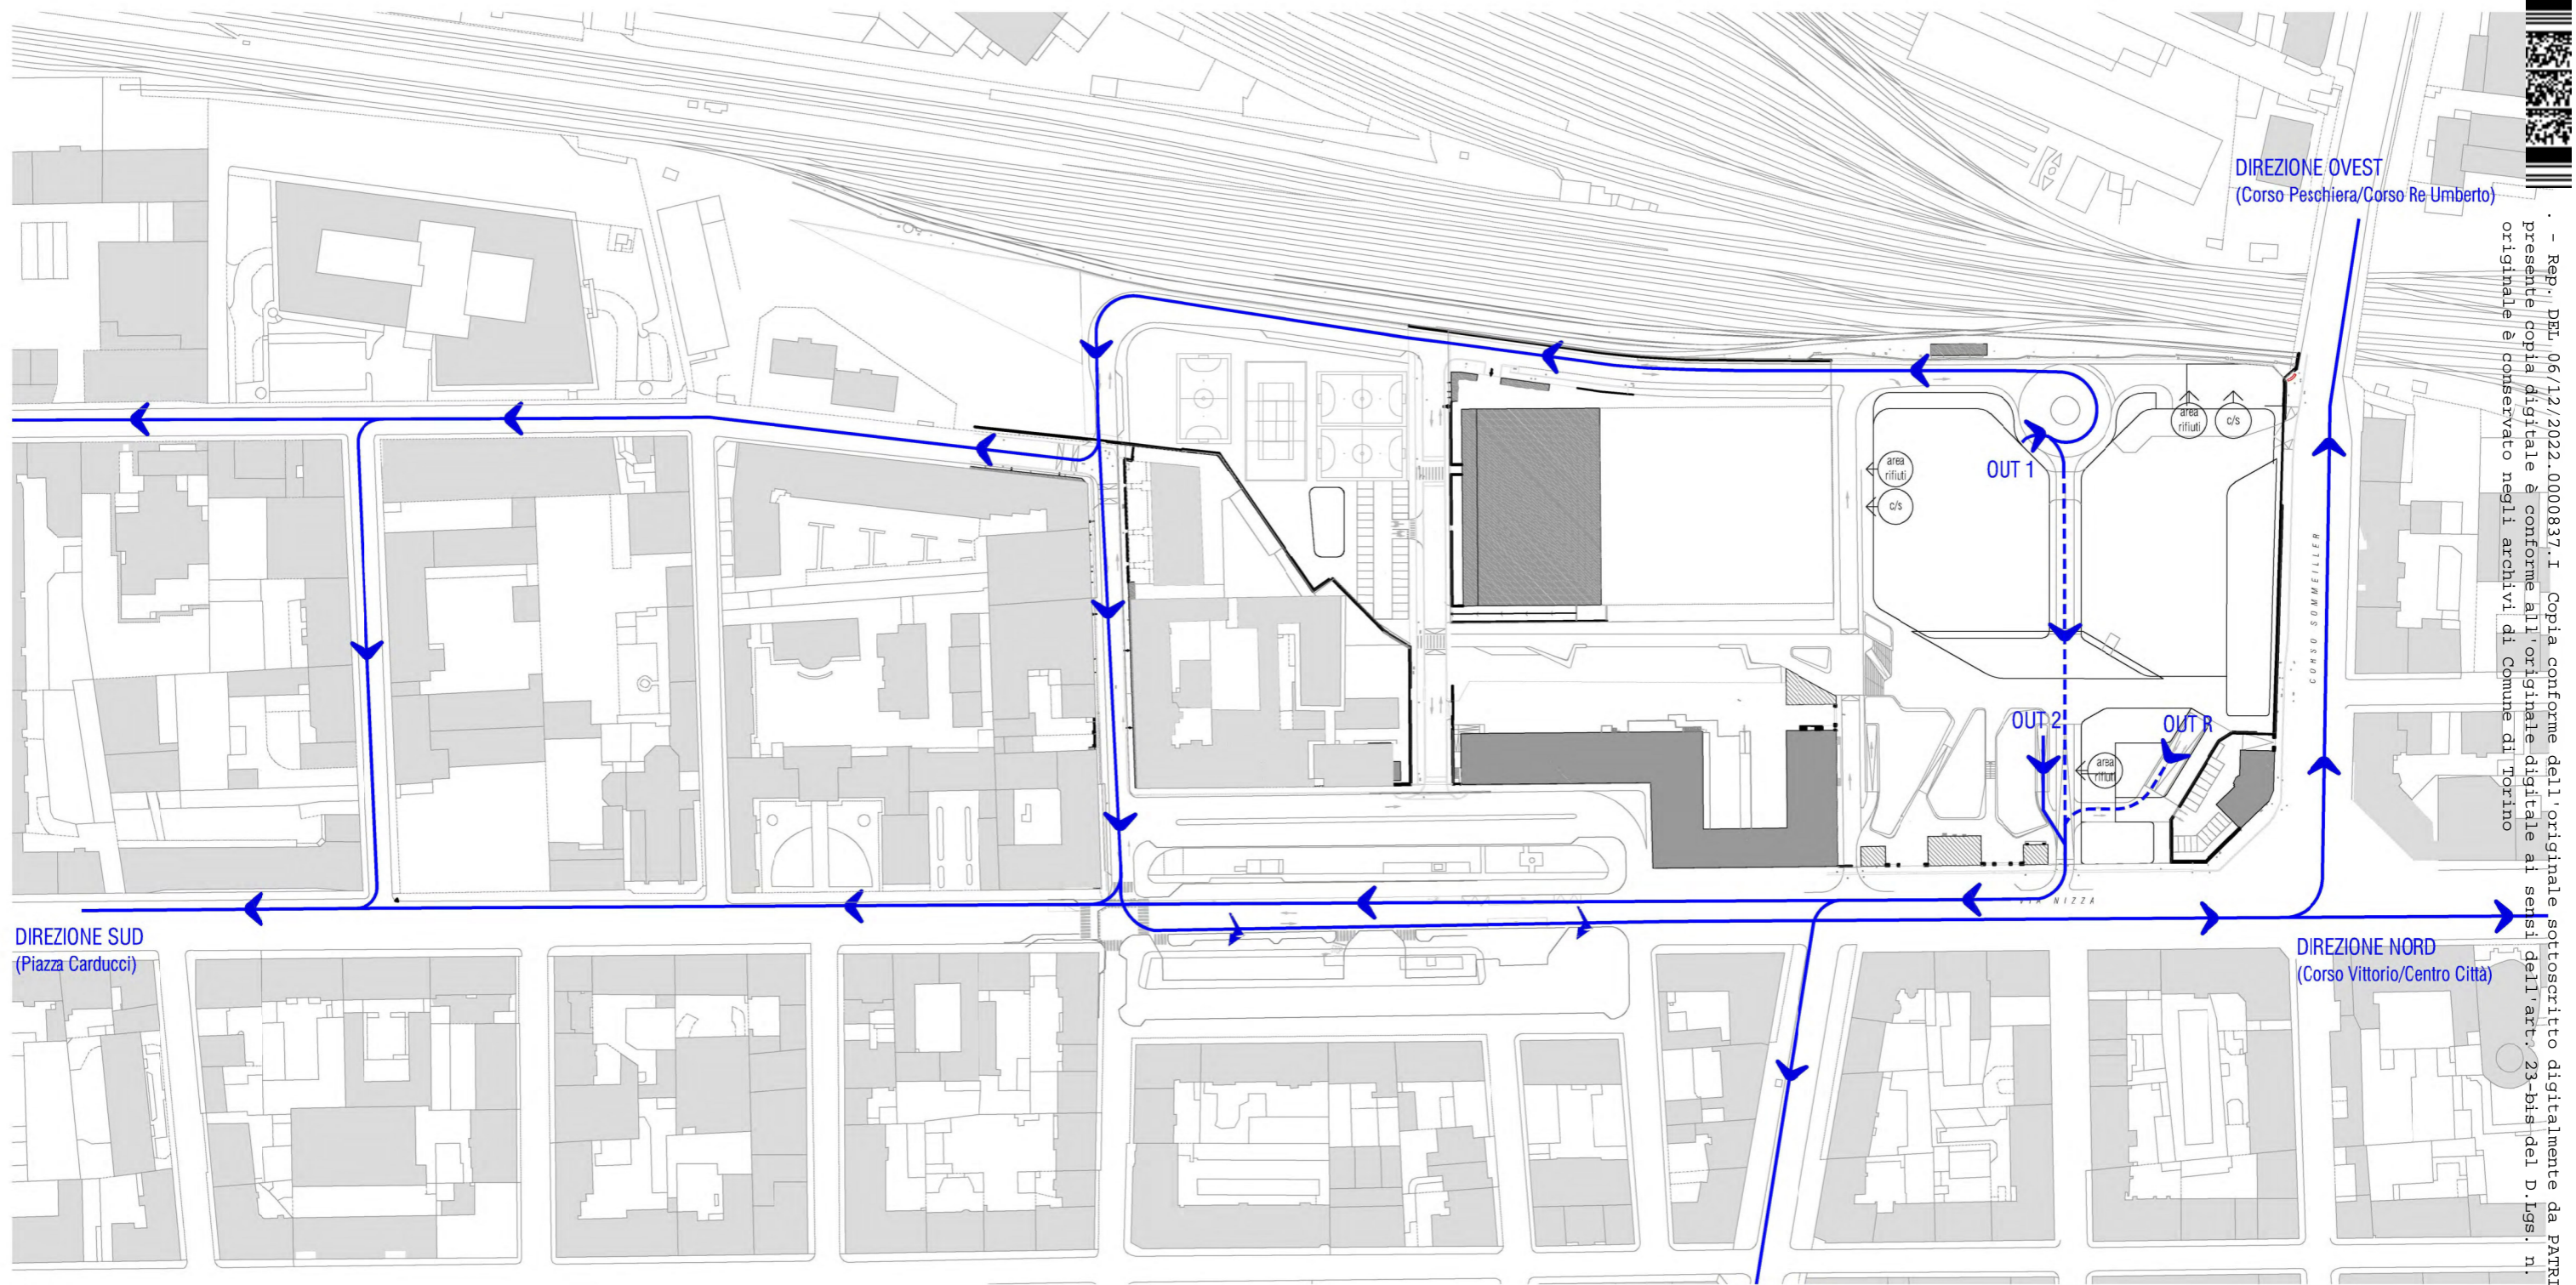 DIREZIONE OVEST
(Corso Peschiera/Corso Re Umberto)
OUT 1
area
rifiuti
c/s
area
rifiuti
c/s
CORSO SOMMEILLER
OUT 2
OUT R
area
rifiuti
VIA NIZZA
DIREZIONE SUD
(Piazza Carducci)
DIREZIONE NORD
(Corso Vittorio/Centro Città)
. - Rep. DEL 06/12/2022.0000837.I Copia conforme dell'originale sottoscritto digitalmente da PATRI
presente copia digitale è conforme all'originale digitale ai sensi dell'art. 23-bis del D.Lgs. n.
originale è conservato negli archivi di Comune di Torino